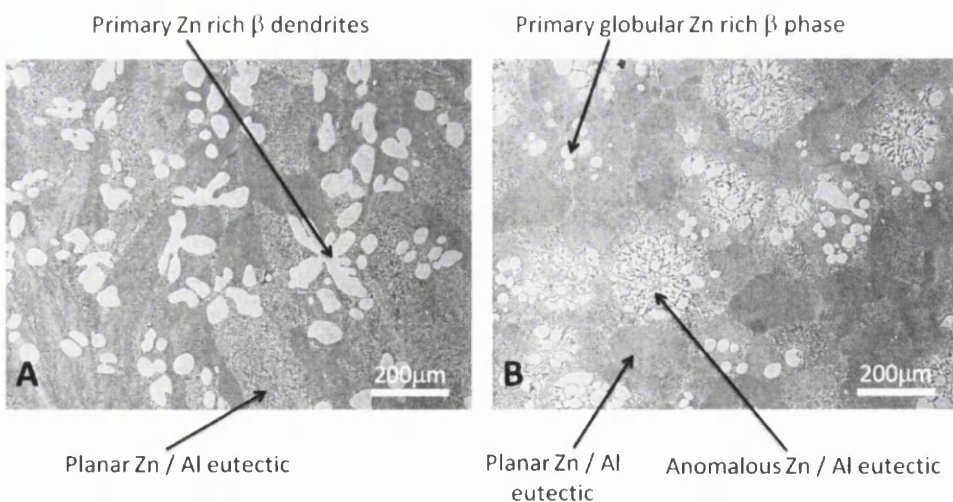 Primary Zn rich β dendrites
Primary globular Zn rich β phase
A
200μm
B
200μm
Planar Zn / Al eutectic
Planar Zn / Al
eutectic
Anomalous Zn / Al eutectic